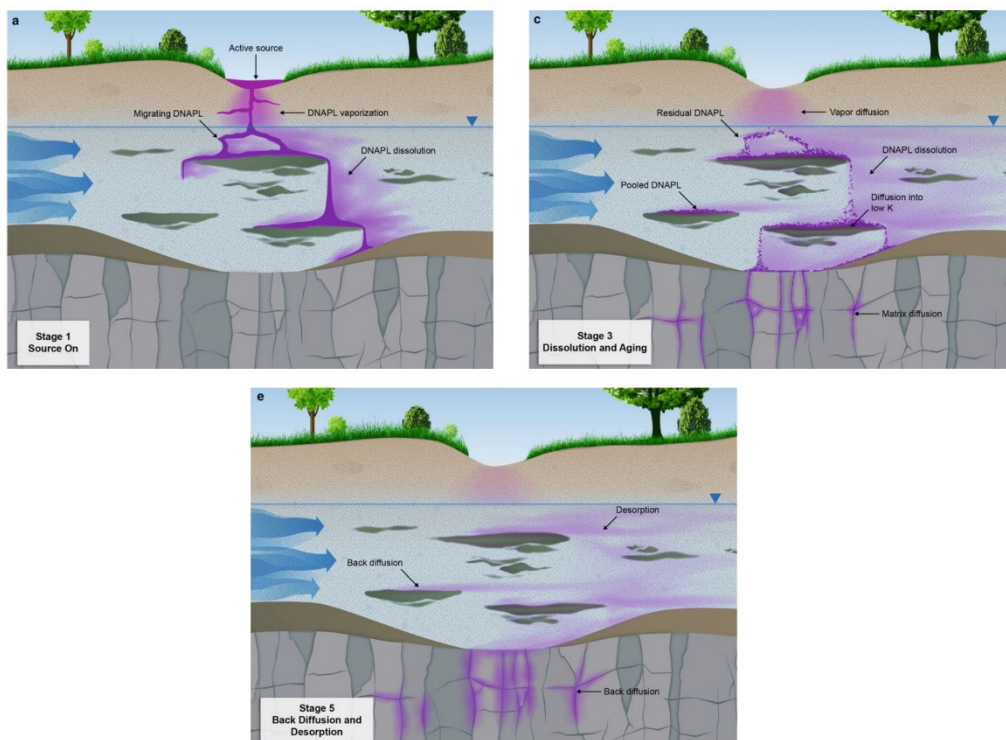 a
Active source
Migrating DNAPL
DNAPL vaporization
DNAPL dissolution
Stage 1
Source On
c
Residual DNAPL
Vapor diffusion
DNAPL dissolution
Pooled DNAPL
Diffusion into
low K
Matrix diffusion
Stage 3
Dissolution and Aging
e
Desorption
Back diffusion
Back diffusion
Stage 5
Back Diffusion and
Desorption